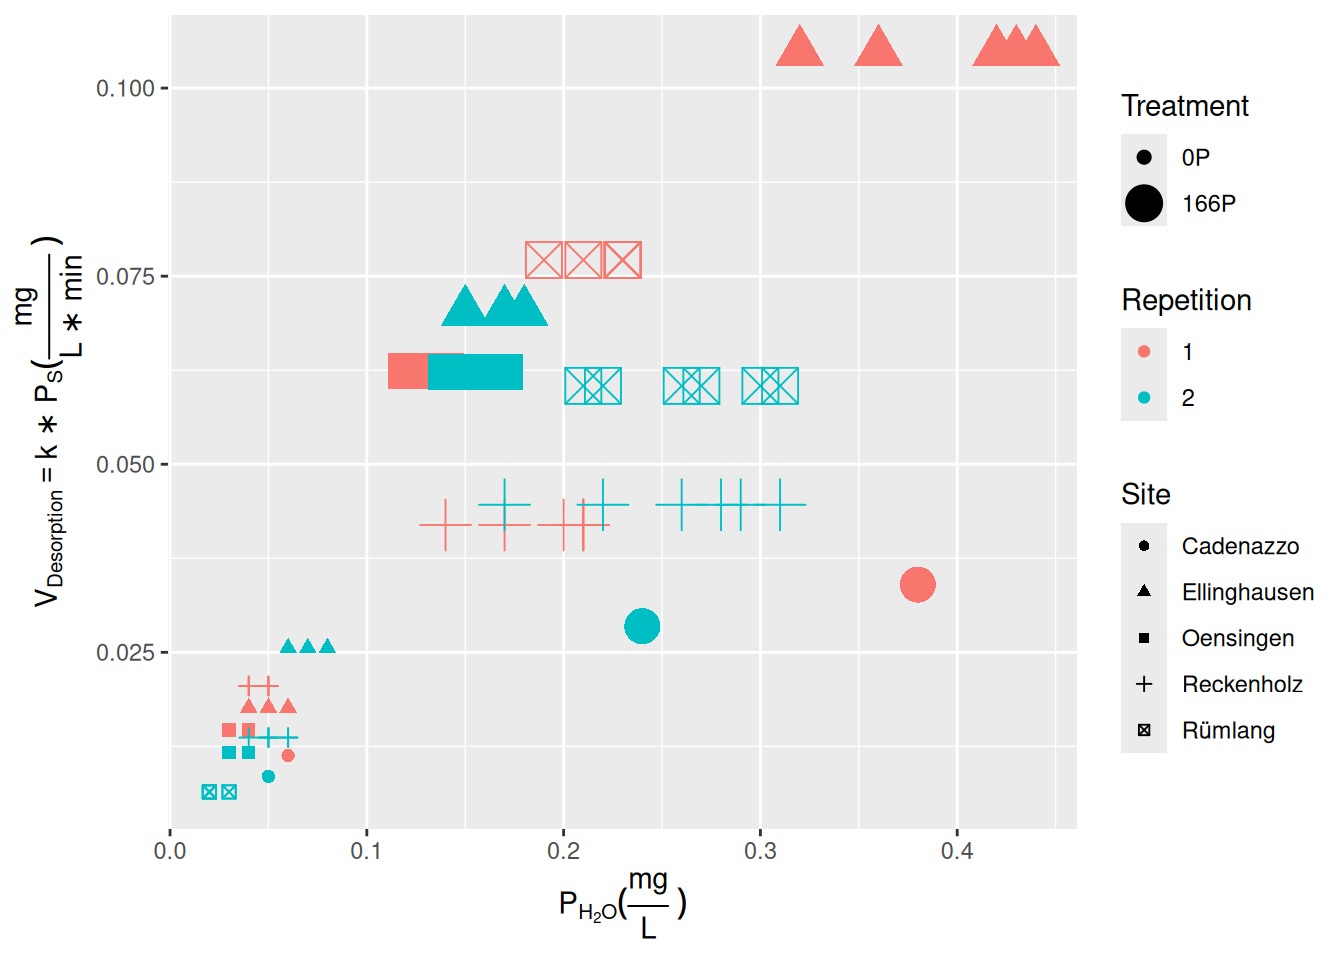 V_Desorption = k ∗ P_S(mg / L ∗ min)
0.100
0.075
0.050
0.025
0.0 0.1 0.2 0.3 0.4
P_H₂O(mg / L)
Treatment
0P
166P
Repetition
1
2
Site
Cadenazzo
Ellinghausen
Oensingen
Reckenholz
Rümlang